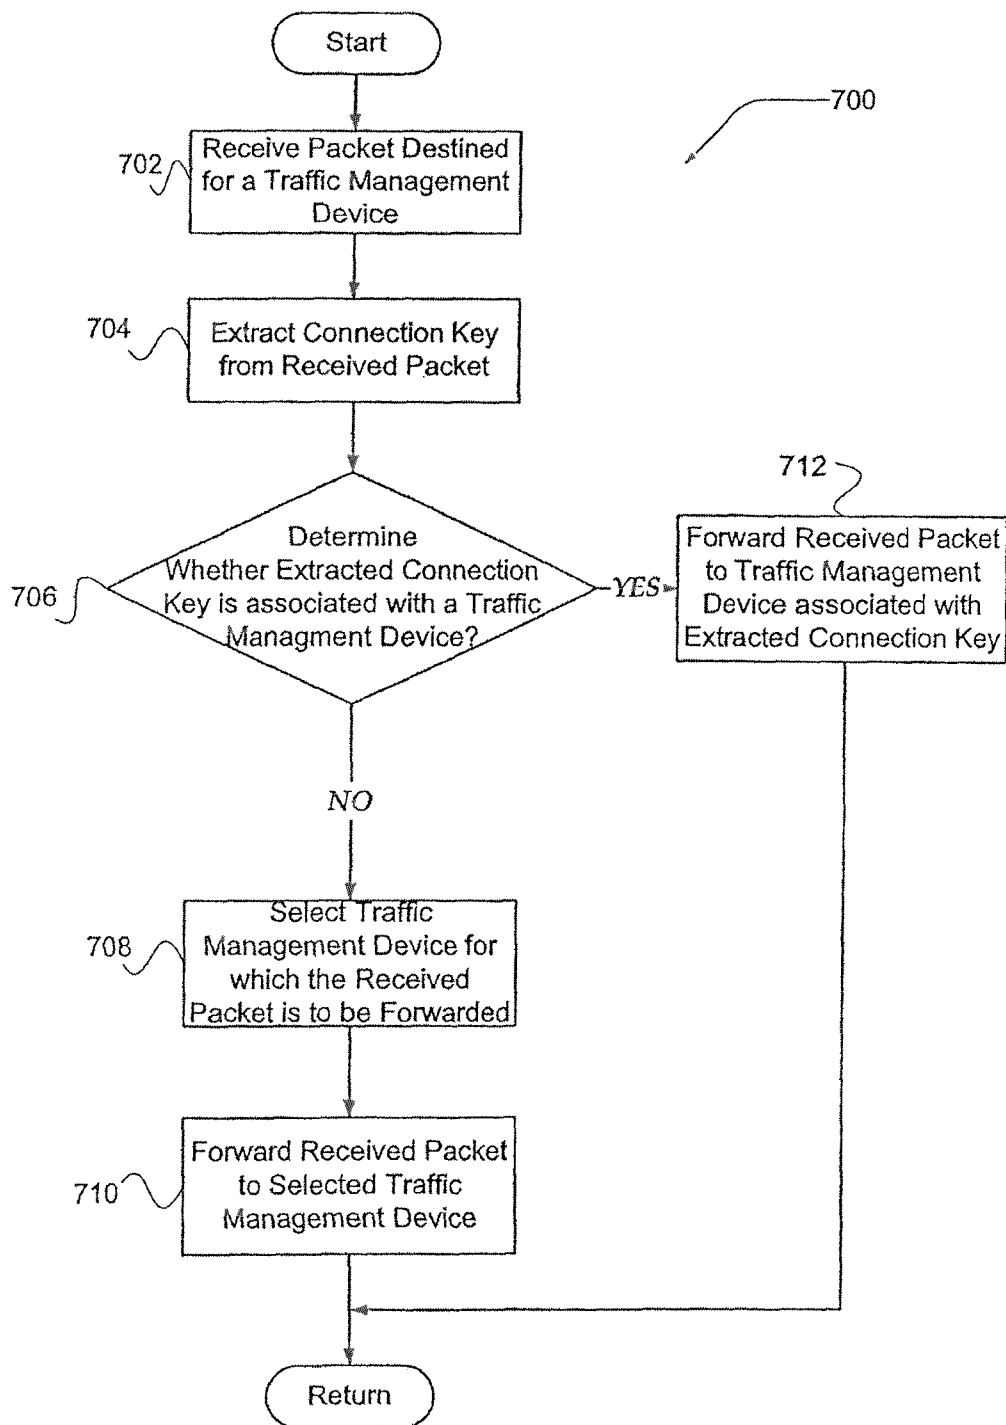 Start
700
702
Receive Packet Destined
for a Traffic Management
Device
704
Extract Connection Key
from Received Packet
706
Determine
Whether Extracted Connection
Key is associated with a Traffic
Managment Device?
YES
712
Forward Received Packet
to Traffic Management
Device associated with
Extracted Connection Key
NO
708
Select Traffic
Management Device for
which the Received
Packet is to be Forwarded
710
Forward Received Packet
to Selected Traffic
Management Device
Return